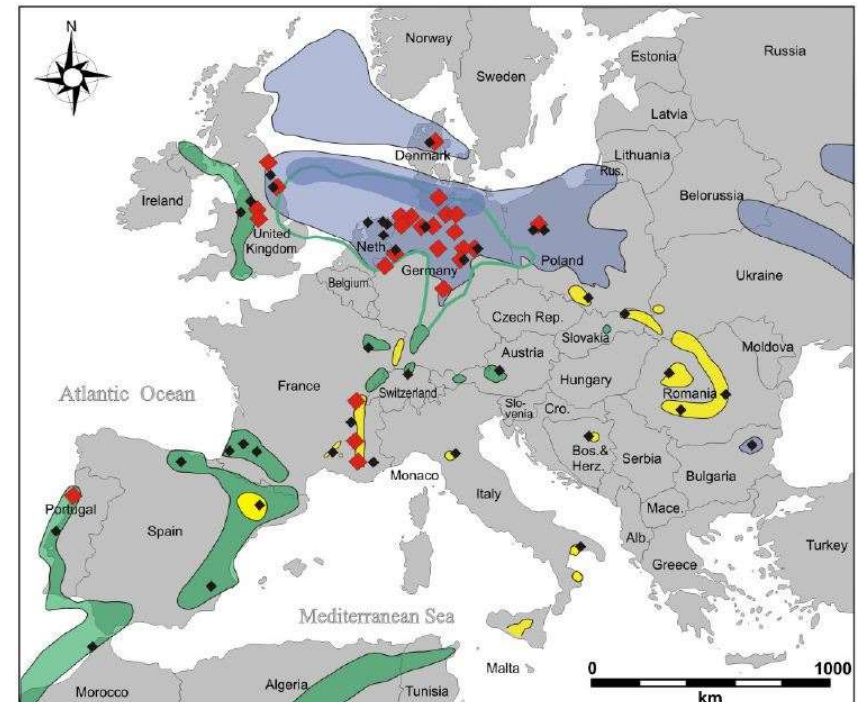 N
Norway
Sweden
Estonia
Russia
Latvia
Denmark
Lithuania
Rus.
Belorussia
Ireland
United
Kingdom
Neth.
Germany
Poland
Belgium
Ukraine
Czech Rep.
Slovakia
Austria
Moldova
France
Switzerland
Hungary
Romania
Atlantic Ocean
Slo-
venia
Cro.
Bos.&
Herz.
Serbia
Bulgaria
Monaco
Italy
Portugal
Spain
Mace.
Alb.
Greece
Turkey
Mediterranean Sea
Malta
0
1000
km
Morocco
Algeria
Tunisia